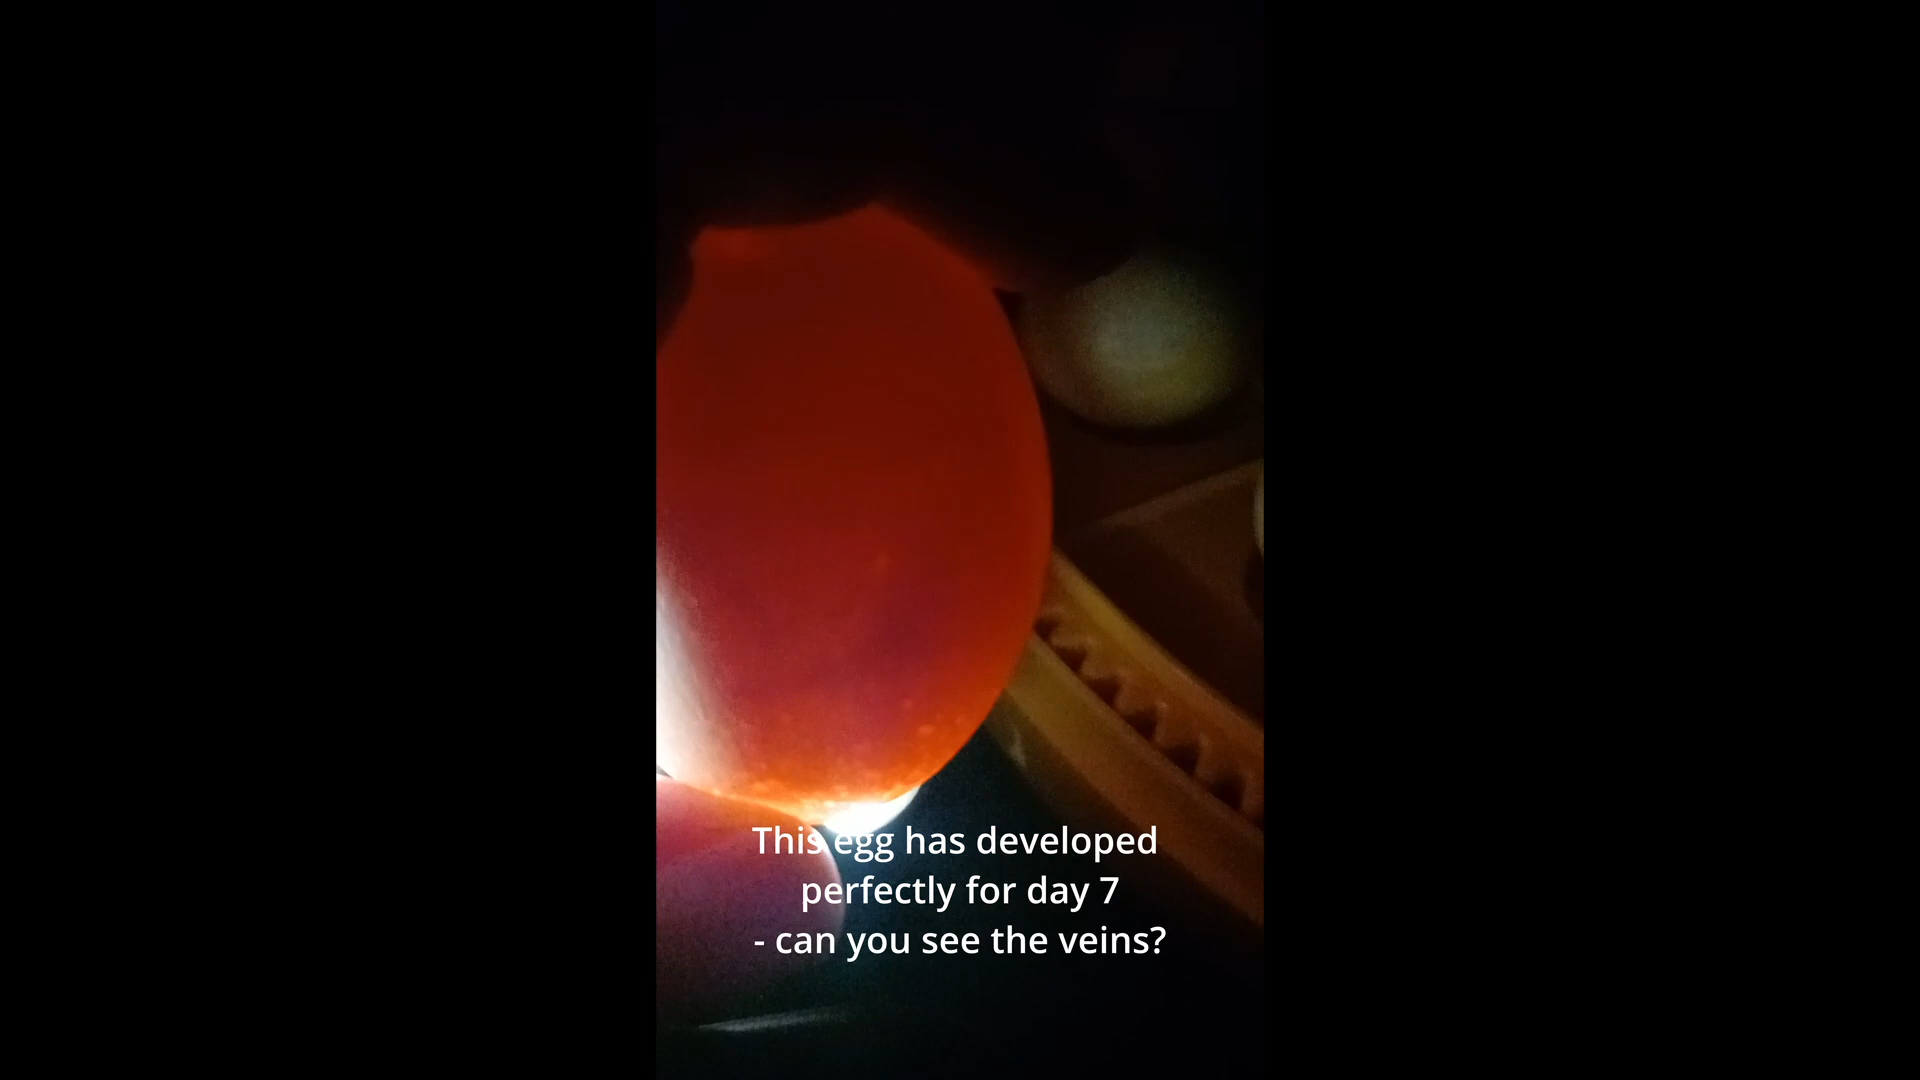 This egg has developed
perfectly for day 7
- can you see the veins?